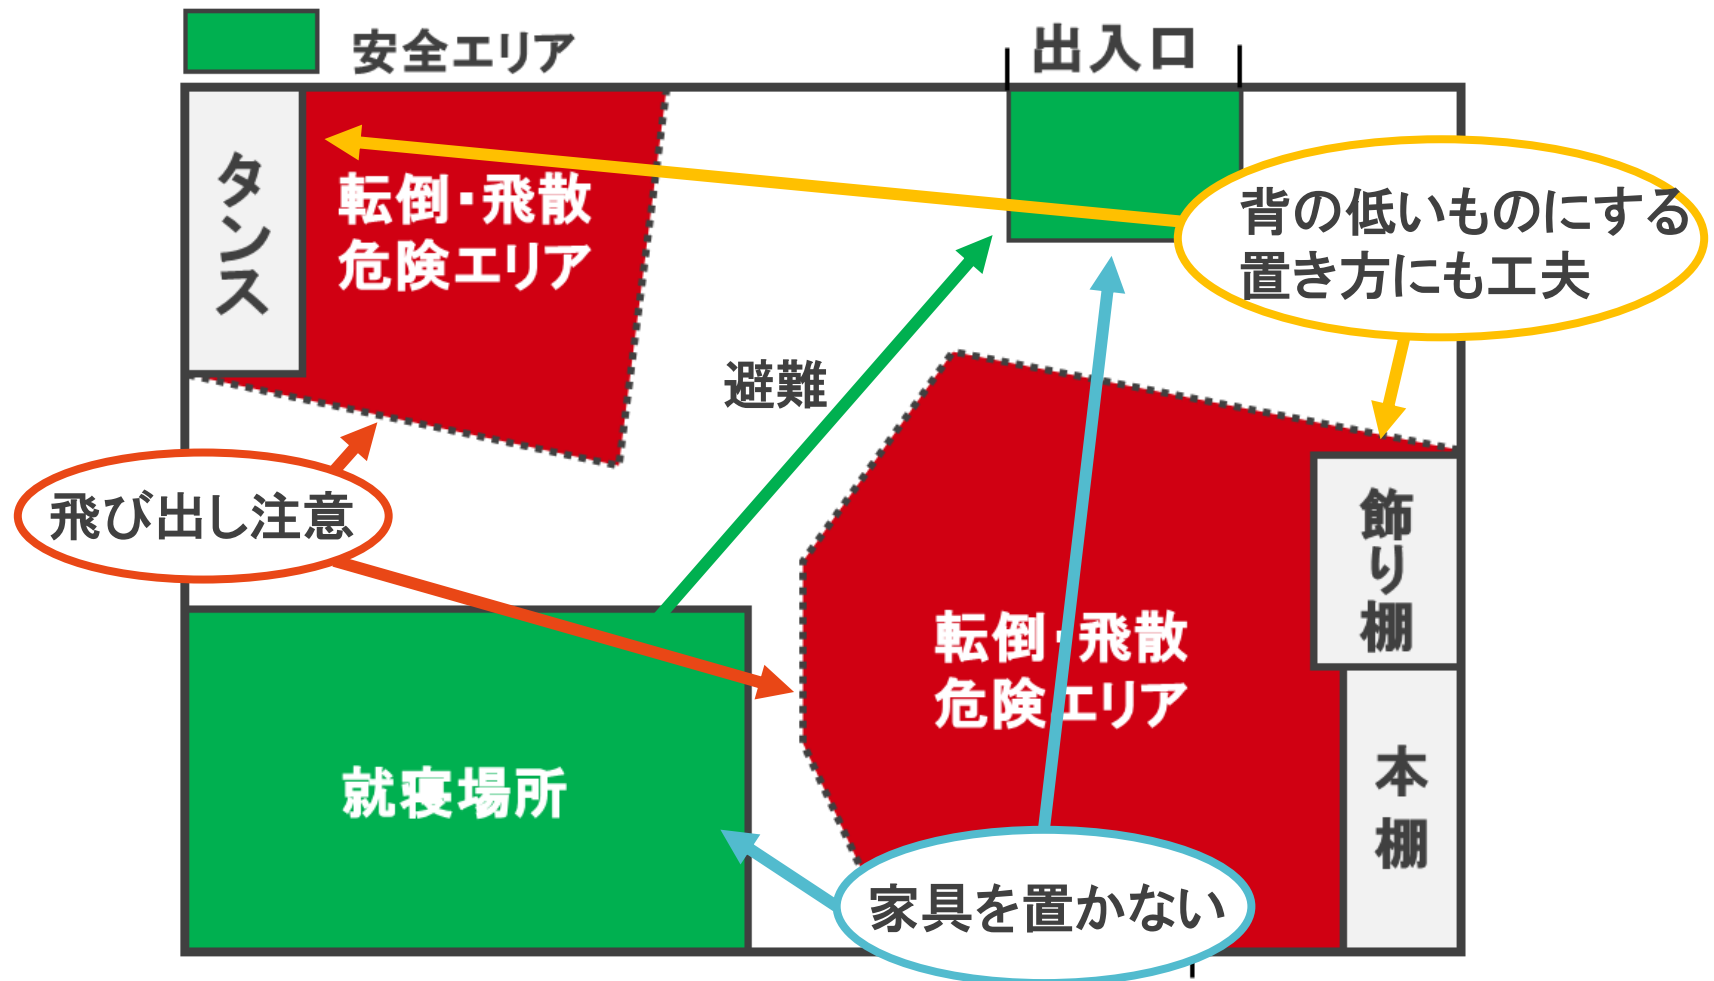 安全エリア
出入口
タンス
転倒・飛散
危険エリア
背の低いものにする
置き方にも工夫
避難
飛び出し注意
飾り棚
転倒・飛散
危険エリア
本棚
就寝場所
家具を置かない